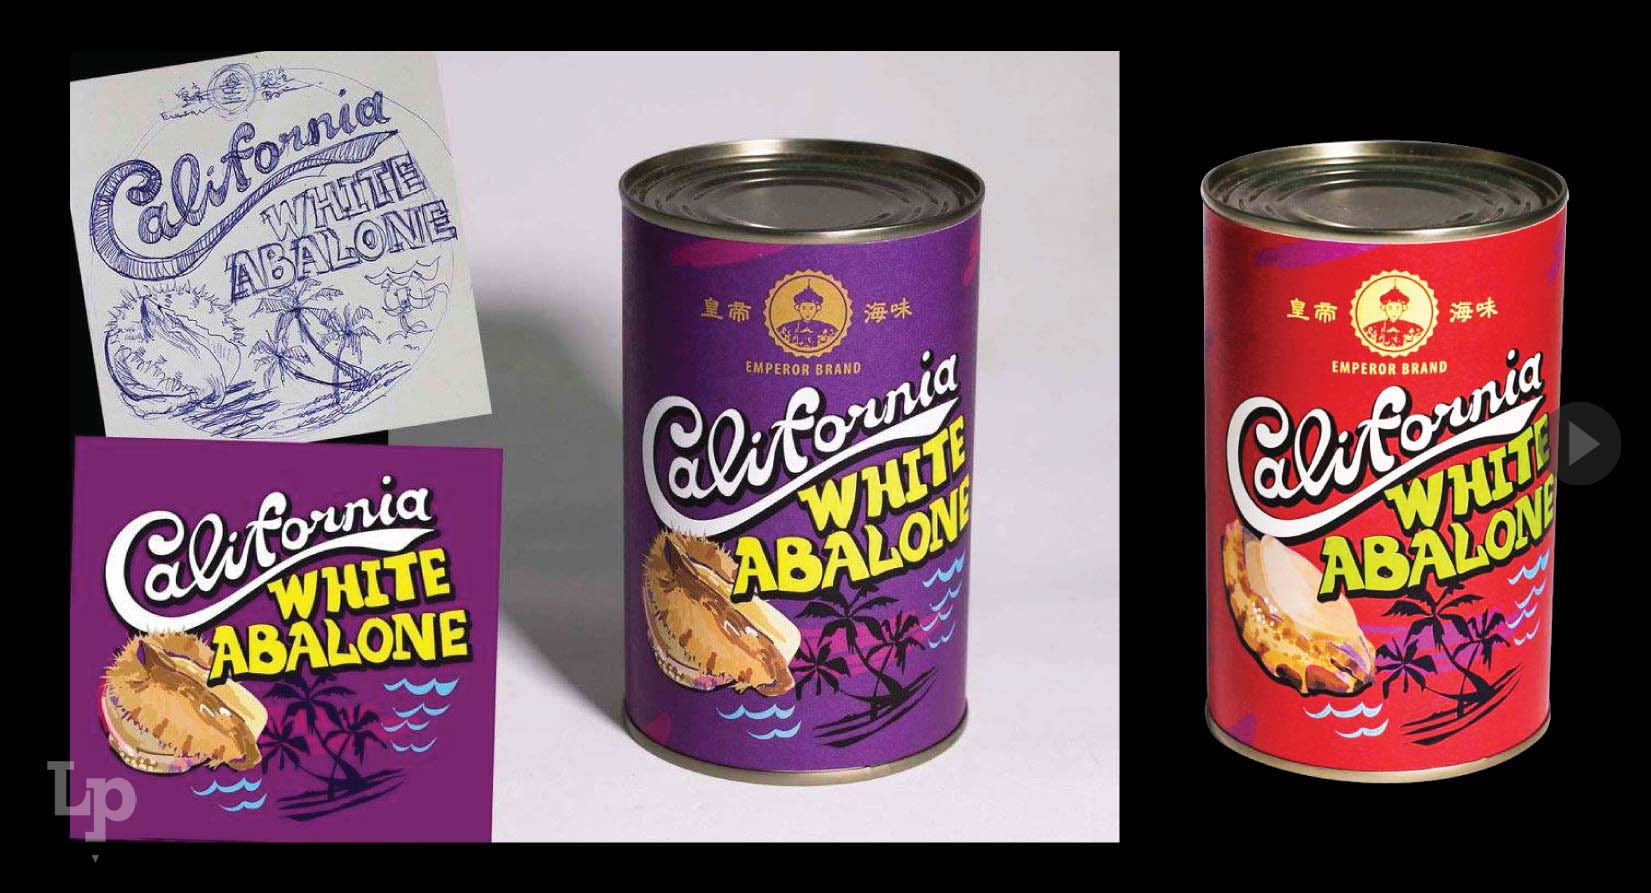 California
WHITE
ABALONE
California
WHITE
ABALONE
皇帝 海味
EMPEROR BRAND
California
WHITE
ABALONE
皇帝 海味
EMPEROR BRAND
California
WHITE
ABALONE
Lp